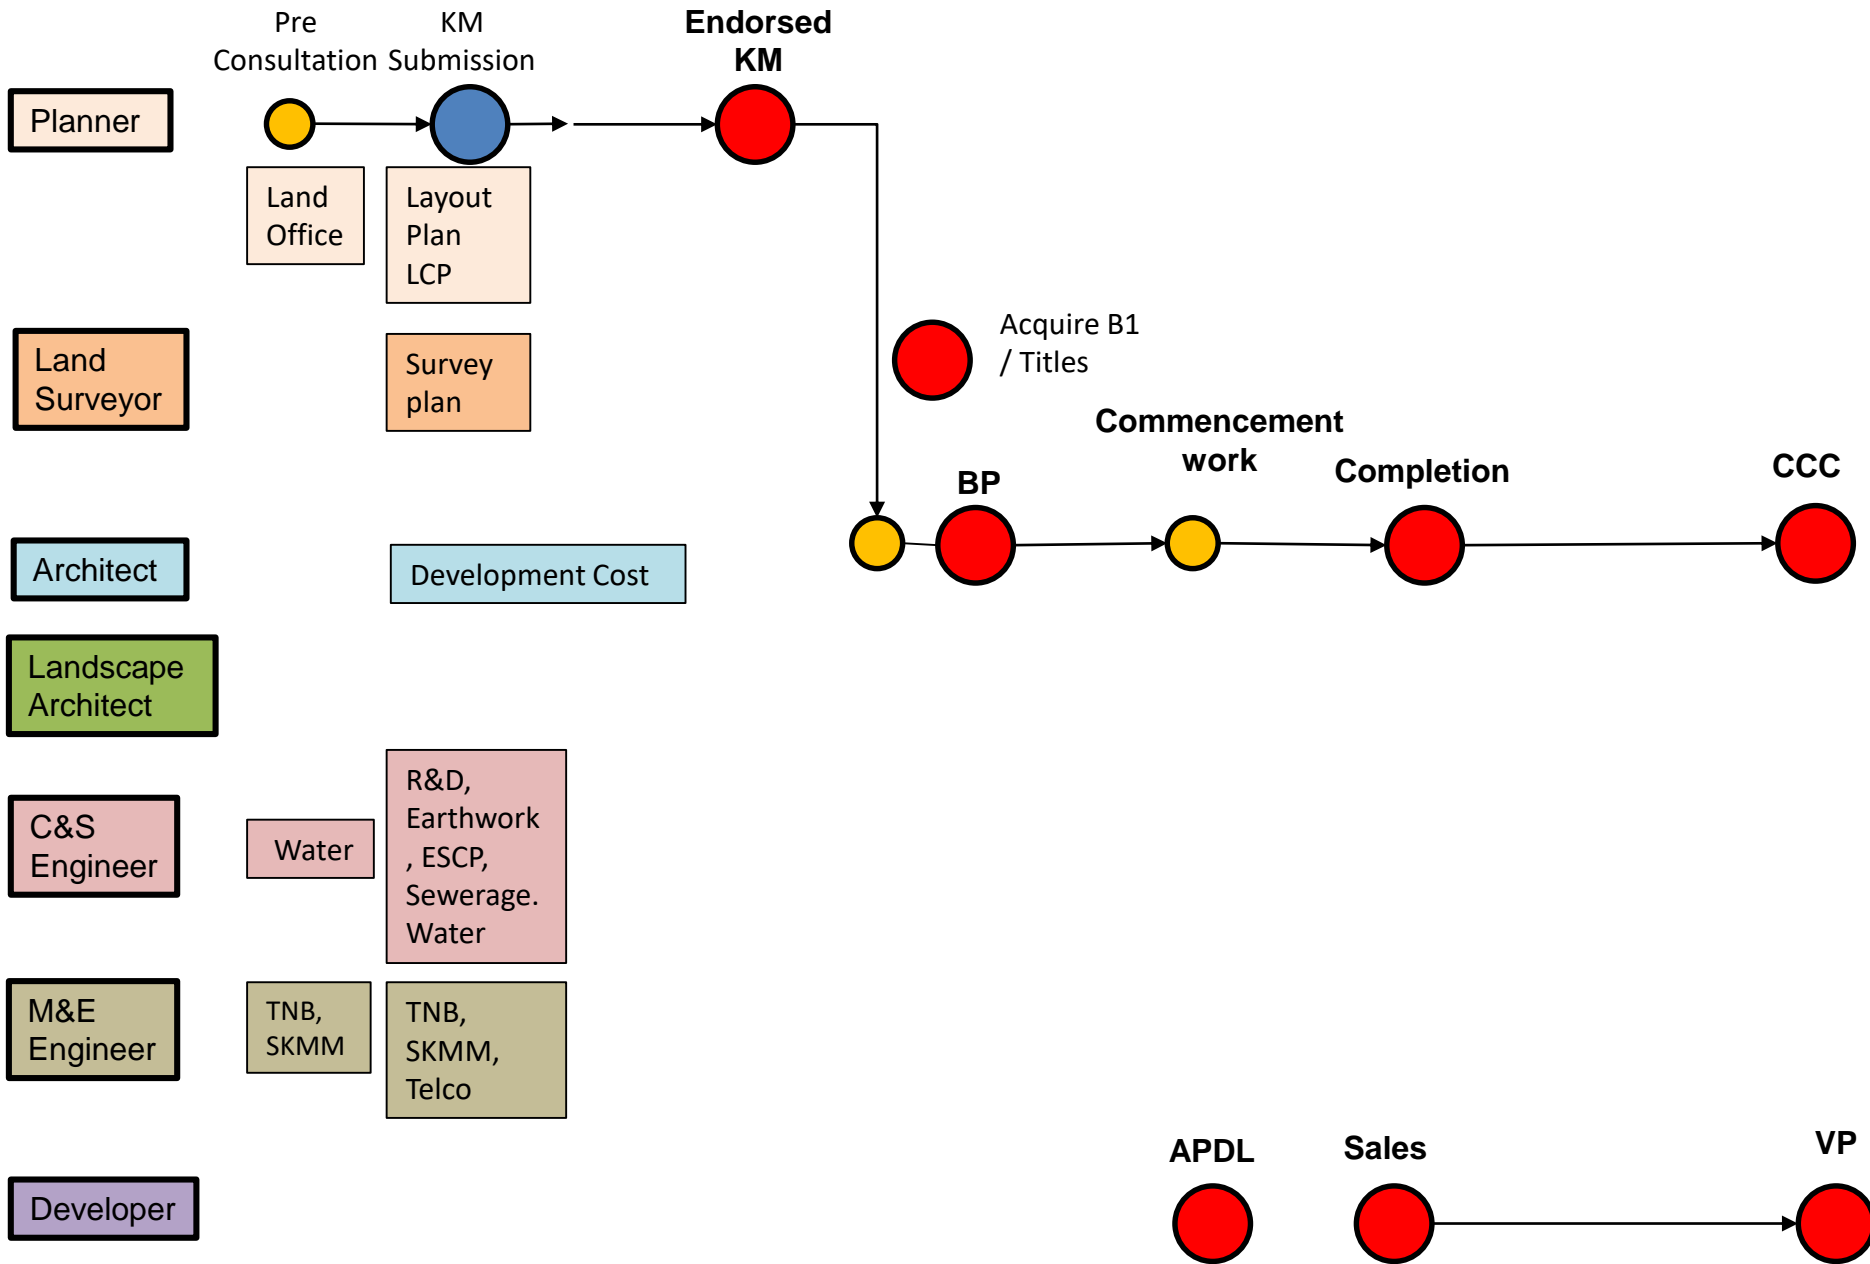 Pre
Consultation
KM
Submission
Endorsed
KM
Planner
Land
Office
Layout
Plan
LCP
Acquire B1
/ Titles
Land
Surveyor
Survey
plan
Commencement
work
BP
Completion
CCC
Architect
Development Cost
Landscape
Architect
C&S
Engineer
Water
R&D,
Earthwork
, ESCP,
Sewerage.
Water
M&E
Engineer
TNB,
SKMM
TNB,
SKMM,
Telco
APDL
Sales
VP
Developer